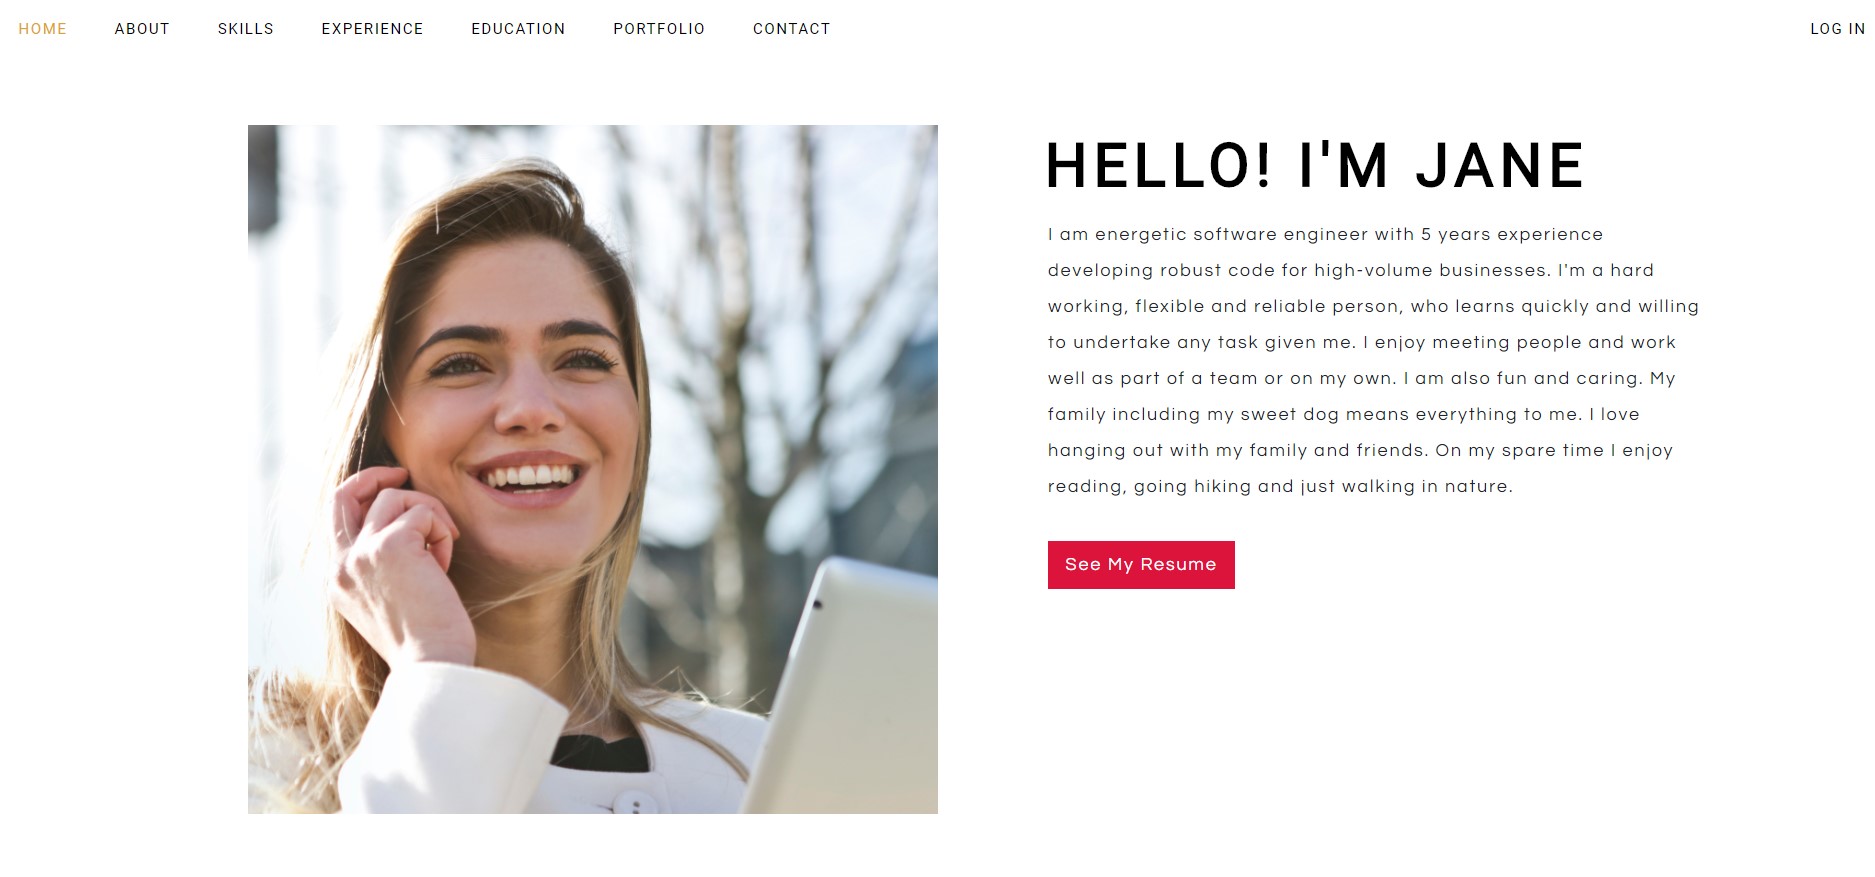 HOME ABOUT SKILLS EXPERIENCE EDUCATION PORTFOLIO CONTACT LOG IN
HELLO! I'M JANE
I am energetic software engineer with 5 years experience
developing robust code for high-volume businesses. I'm a hard
working, flexible and reliable person, who learns quickly and willing
to undertake any task given me. I enjoy meeting people and work
well as part of a team or on my own. I am also fun and caring. My
family including my sweet dog means everything to me. I love
hanging out with my family and friends. On my spare time I enjoy
reading, going hiking and just walking in nature.
See My Resume